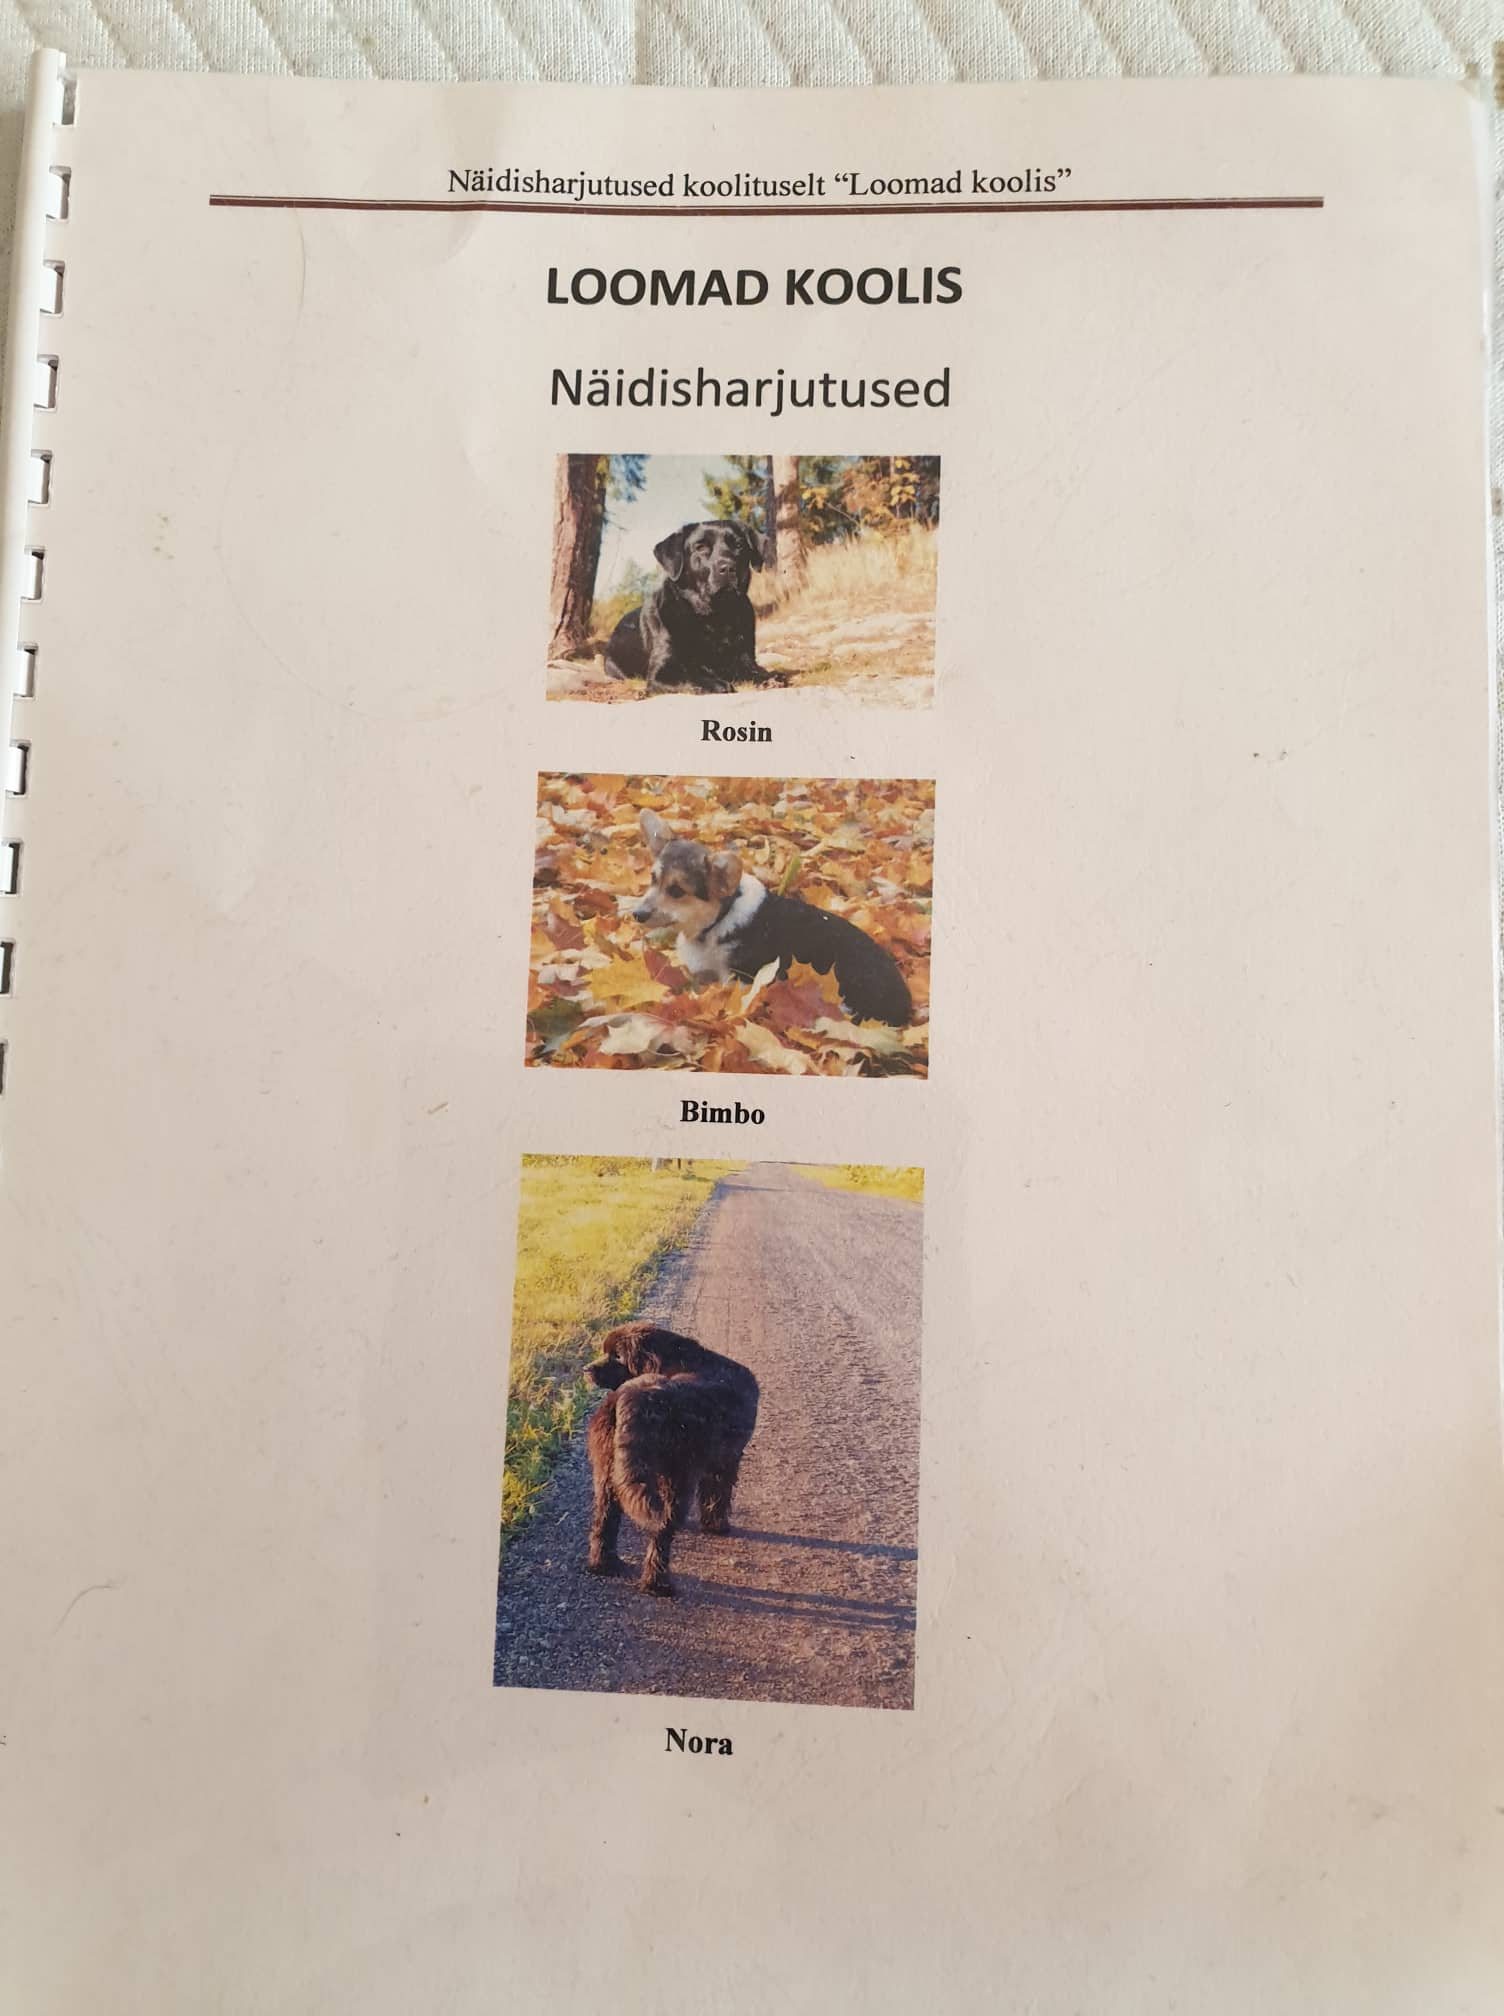 Näidisharjutused koolituselt “Loomad koolis”
LOOMAD KOOLIS
Näidisharjutused
Rosin
Bimbo
Nora